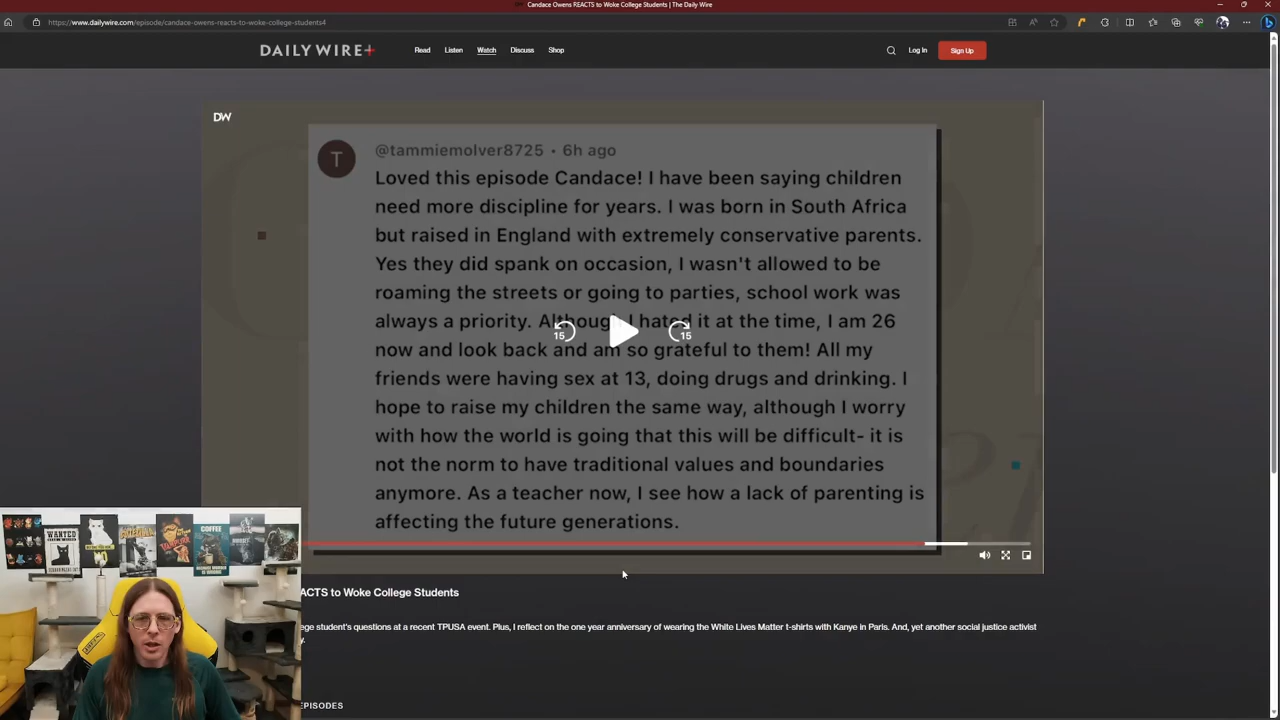 Candace Owens REACTS to Woke College Students | The Daily Wire
https://www.dailywire.com/episode/candace-owens-reacts-to-woke-college-students4
DAILYWIRE+
Read Listen Watch Discuss Shop
Log In
Sign Up
DW
T
@tammiemolver8725 • 6h ago
Loved this episode Candace! I have been saying children
need more discipline for years. I was born in South Africa
but raised in England with extremely conservative parents.
Yes they did spank on occasion, I wasn't allowed to be
roaming the streets or going to parties, school work was
always a priority. Although I hated it at the time, I am 26
now and look back and am so grateful to them! All my
friends were having sex at 13, doing drugs and drinking. I
hope to raise my children the same way, although I worry
with how the world is going that this will be difficult- it is
not the norm to have traditional values and boundaries
anymore. As a teacher now, I see how a lack of parenting is
affecting the future generations.
15
15
WANTED
COFFEE
ACTS to Woke College Students
ege student's questions at a recent TPUSA event. Plus, I reflect on the one year anniversary of wearing the White Lives Matter t-shirts with Kanye in Paris. And, yet another social justice activist
EPISODES